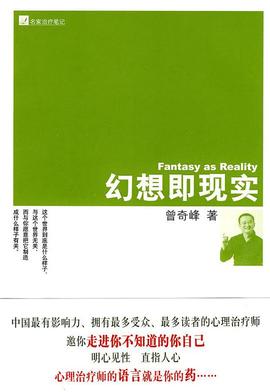 名家治疗笔记
Fantasy as Reality
幻想即现实
曾奇峰 著
这个世界到底是什么样子，
与这个世界无关，
而与你愿意把它制造
成什么样子有关。
中国最有影响力、拥有最多受众、最多读者的心理治疗师
邀你走进你不知道的你自己
明心见性　直指人心
心理治疗师的语言就是你的药……